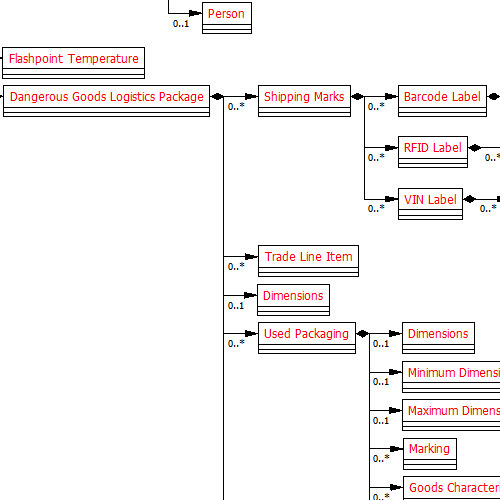 Person
0..1
Flashpoint Temperature
Dangerous Goods Logistics Package
Shipping Marks
Barcode Label
0..*
0..*
RFID Label
0..*
0..*
VIN Label
0..*
0..*
Trade Line Item
0..*
Dimensions
0..1
Used Packaging
Dimensions
0..*
0..1
Minimum Dimensi
0..1
Maximum Dimens
0..1
Marking
0..*
Goods Character
0..*